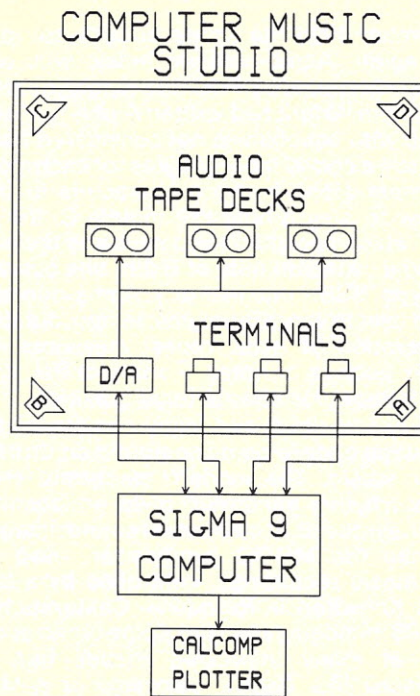 COMPUTER MUSIC
STUDIO
C
D
AUDIO
TAPE DECKS
TERMINALS
D/A
B
A
SIGMA 9
COMPUTER
CALCOMP
PLOTTER